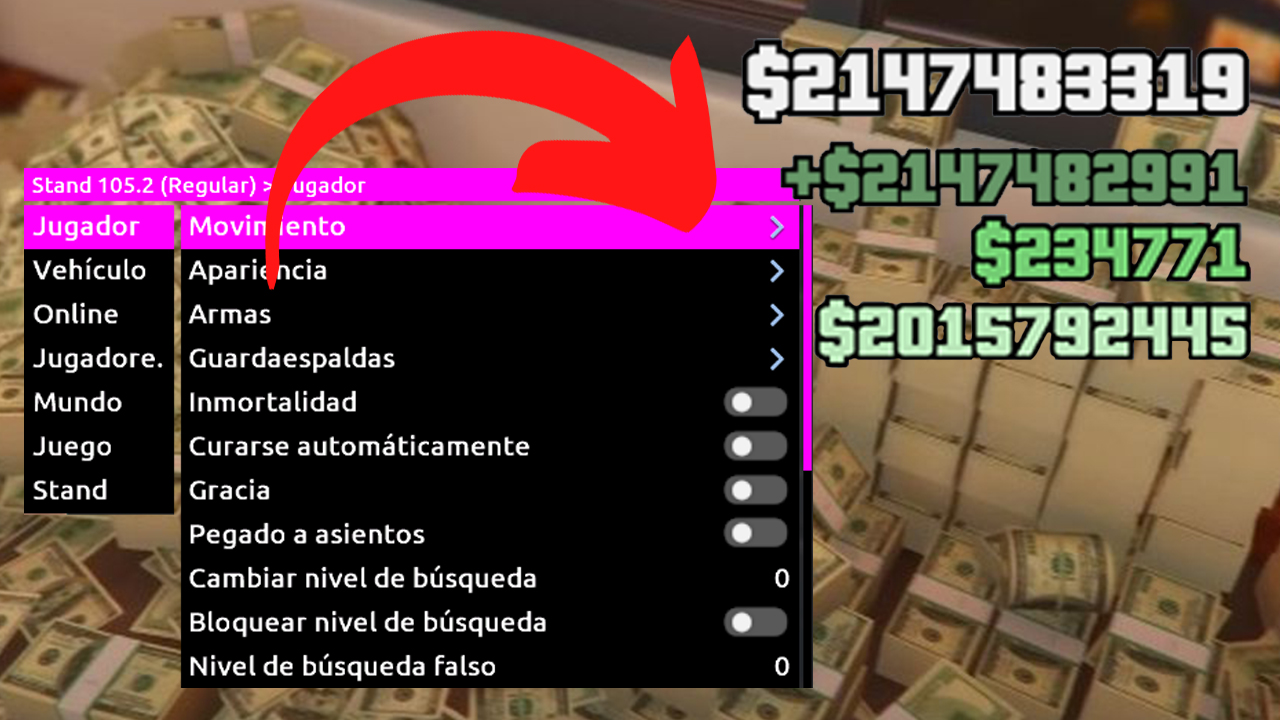 $2147483319
+$2147482991
$234771
$2015792445
Stand 105.2 (Regular) > Jugador
Jugador
Vehículo
Online
Jugadore.
Mundo
Juego
Stand
Movimiento
Apariencia
Armas
Guardaespaldas
Inmortalidad
Curarse automáticamente
Gracia
Pegado a asientos
Cambiar nivel de búsqueda 0
Bloquear nivel de búsqueda
Nivel de búsqueda falso 0